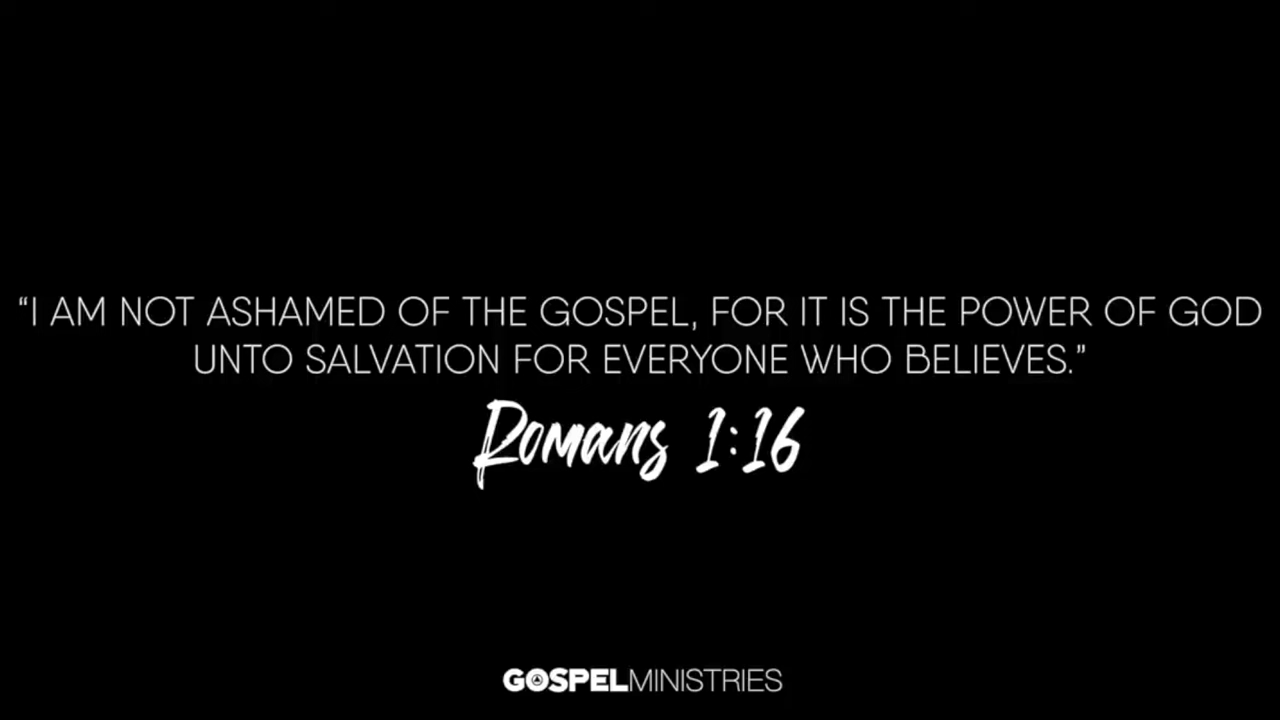 “I AM NOT ASHAMED OF THE GOSPEL, FOR IT IS THE POWER OF GOD
UNTO SALVATION FOR EVERYONE WHO BELIEVES.”
Romans 1:16
GOSPELMINISTRIES